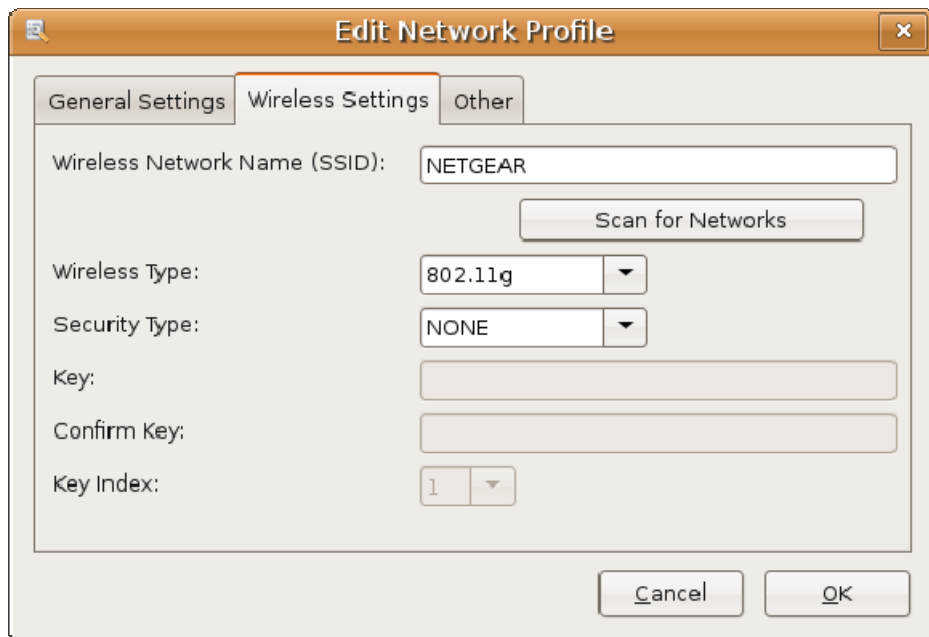 Edit Network Profile
General Settings
Wireless Settings
Other
Wireless Network Name (SSID):
NETGEAR
Scan for Networks
Wireless Type:
802.11g
Security Type:
NONE
Key:
Confirm Key:
Key Index:
1
Cancel
OK